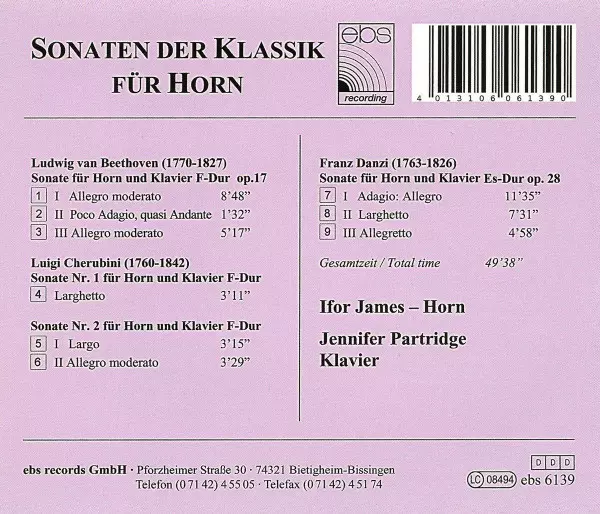 SONATEN DER KLASSIK
FÜR HORN
ebs
recording
4 013106 061390
Ludwig van Beethoven (1770-1827)
Sonate für Horn und Klavier F-Dur op.17
1 I Allegro moderato 8'48"
2 II Poco Adagio, quasi Andante 1'32"
3 III Allegro moderato 5'17"
Luigi Cherubini (1760-1842)
Sonate Nr. 1 für Horn und Klavier F-Dur
4 Larghetto 3'11"
Sonate Nr. 2 für Horn und Klavier F-Dur
5 I Largo 3'15"
6 II Allegro moderato 3'29"
Franz Danzi (1763-1826)
Sonate für Horn und Klavier Es-Dur op. 28
7 I Adagio: Allegro 11'35"
8 II Larghetto 7'31"
9 III Allegretto 4'58"
Gesamtzeit / Total time 49'38"
Ifor James – Horn
Jennifer Partridge
Klavier
ebs records GmbH · Pforzheimer Straße 30 · 74321 Bietigheim-Bissingen
Telefon (0 71 42) 4 55 05 · Telefax (0 71 42) 4 51 74
D D D
LC 08494 ebs 6139